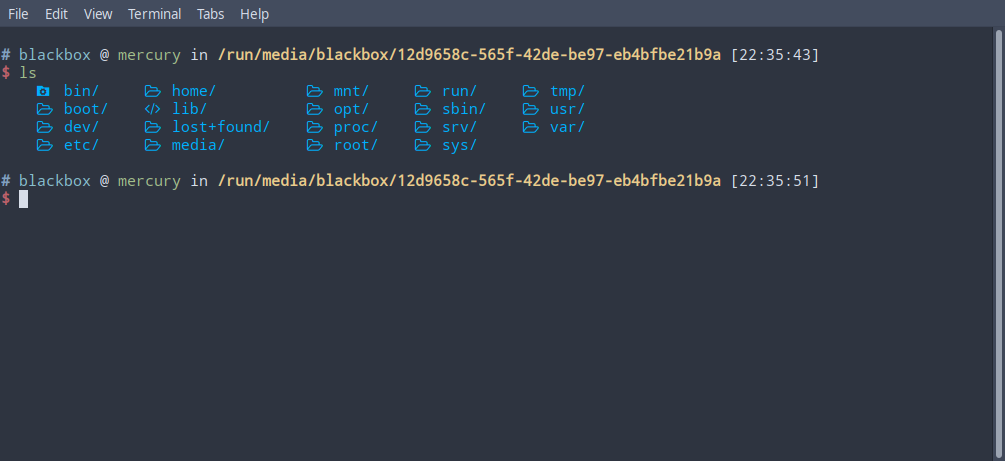 File Edit View Terminal Tabs Help
# blackbox @ mercury in /run/media/blackbox/12d9658c-565f-42de-be97-eb4bfbe21b9a [22:35:43]
$ ls
bin/ home/ mnt/ run/ tmp/
boot/ lib/ opt/ sbin/ usr/
dev/ lost+found/ proc/ srv/ var/
etc/ media/ root/ sys/
# blackbox @ mercury in /run/media/blackbox/12d9658c-565f-42de-be97-eb4bfbe21b9a [22:35:51]
$